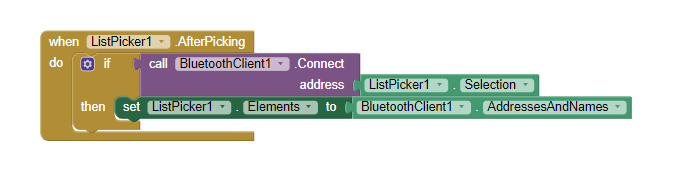 when ListPicker1 .AfterPicking
do if call BluetoothClient1 .Connect
address ListPicker1 . Selection
then set ListPicker1 . Elements to BluetoothClient1 . AddressesAndNames